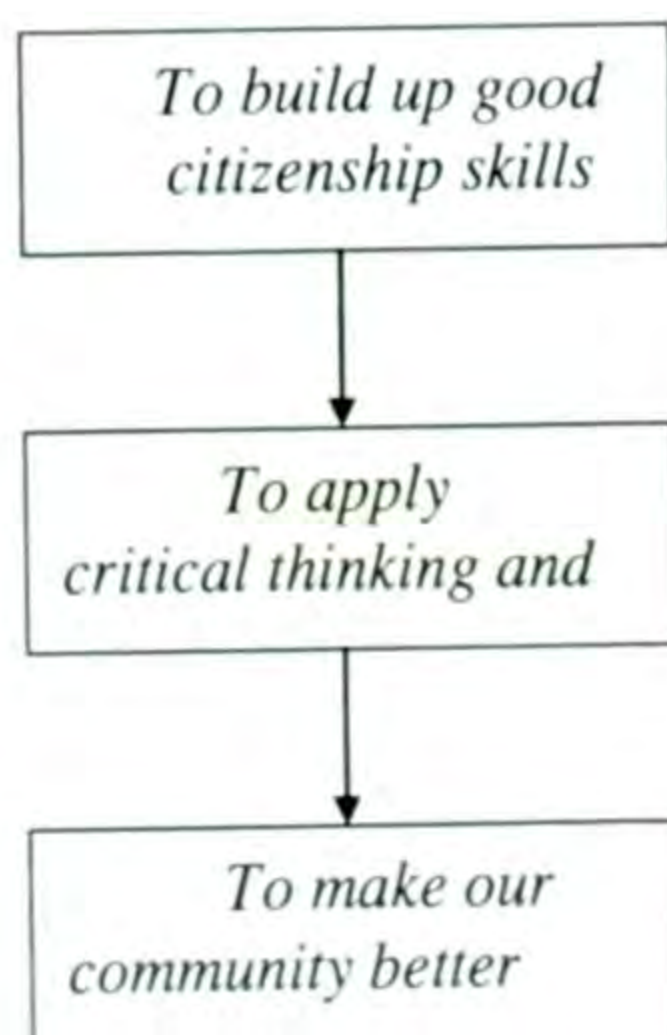 To build up good
citizenship skills
To apply
critical thinking and
To make our
community better